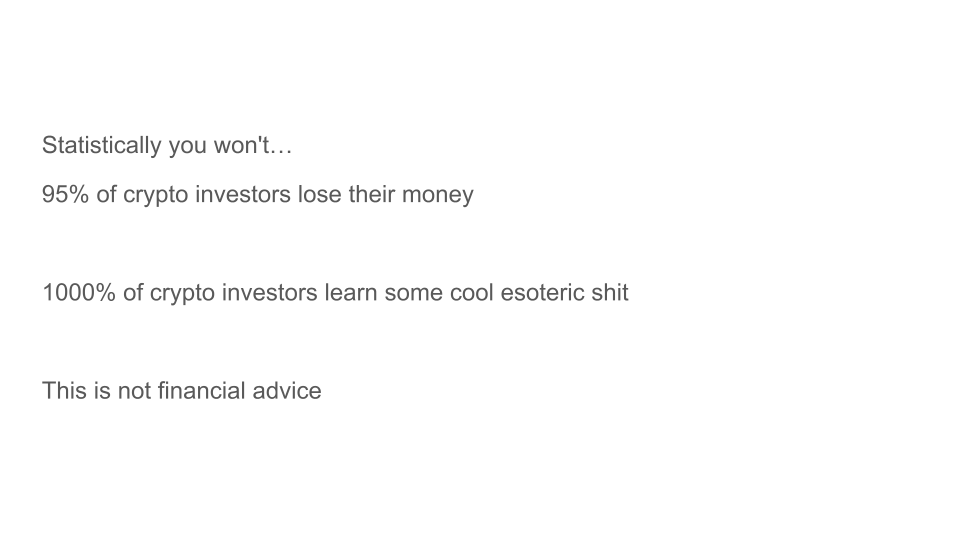 Statistically you won't…
95% of crypto investors lose their money
1000% of crypto investors learn some cool esoteric shit
This is not financial advice